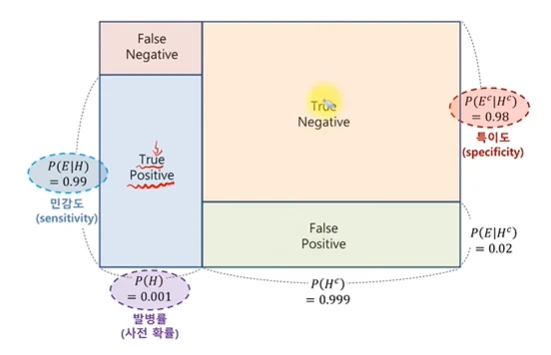 False
Negative
True
Negative
P(E^c|H^c)
= 0.98
특이도
(specificity)
P(E|H)
= 0.99
민감도
(sensitivity)
True
Positive
False
Positive
P(E|H^c)
= 0.02
P(H)
= 0.001
발병률
(사전 확률)
P(H^c)
= 0.999